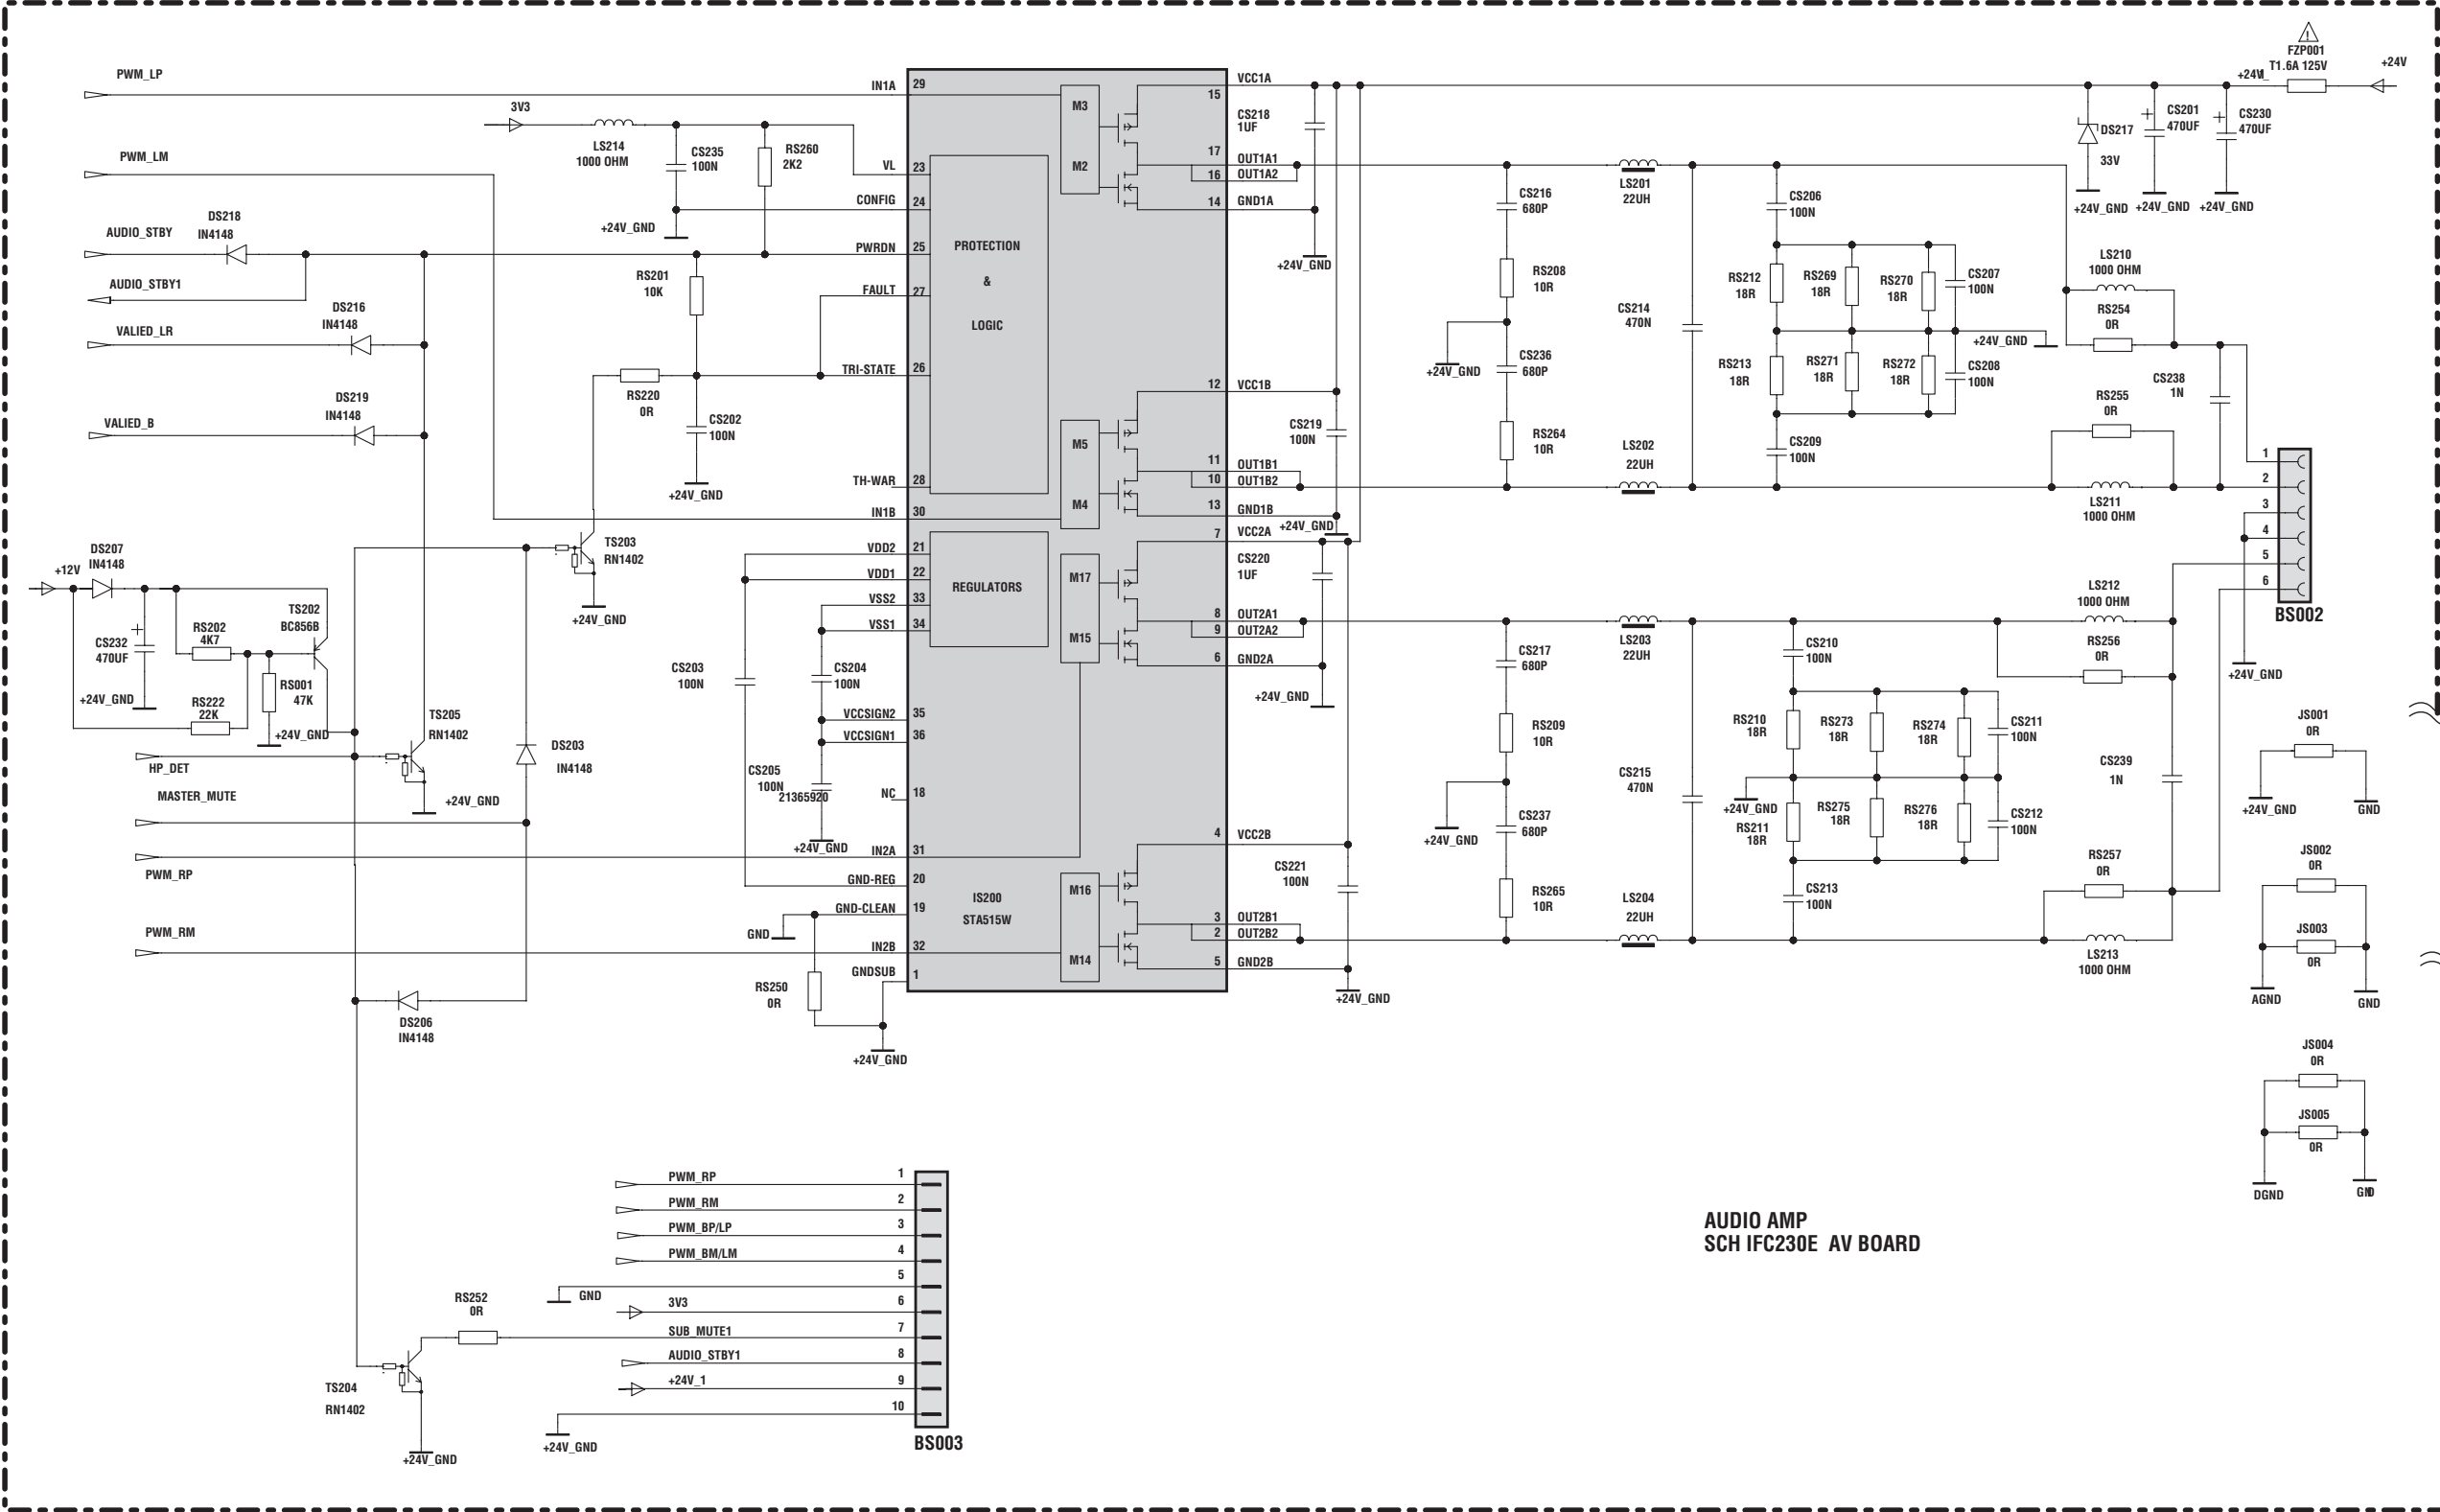 PWM_LP
PWM_LM
AUDIO_STBY
DS218
IN4148
AUDIO_STBY1
DS216
IN4148
VALIED_LR
DS219
IN4148
VALIED_B
3V3
LS214
1000 OHM
CS235
100N
RS260
2K2
+24V_GND
RS201
10K
RS220
0R
CS202
100N
+24V_GND
TS203
RN1402
+24V_GND
DS207
IN4148
+12V
CS232
470UF
+24V_GND
RS202
4K7
TS202
BC856B
RS001
47K
RS222
22K
+24V_GND
TS205
RN1402
+24V_GND
DS203
IN4148
HP_DET
MASTER_MUTE
PWM_RP
PWM_RM
DS206
IN4148
CS203
100N
CS204
100N
CS205
100N
21365920
+24V_GND
GND
RS250
0R
+24V_GND
IN1A 29
VL 23
CONFIG 24
PWRDN 25
FAULT 27
TRI-STATE 26
TH-WAR 28
IN1B 30
VDD2 21
VDD1 22
VSS2 33
VSS1 34
VCCSIGN2 35
VCCSIGN1 36
NC 18
IN2A 31
GND-REG 20
GND-CLEAN 19
IN2B 32
GNDSUB 1
PROTECTION
&
LOGIC
REGULATORS
IS200
STA515W
M3
M2
M5
M4
M17
M15
M16
M14
15 VCC1A
17 OUT1A1
16 OUT1A2
14 GND1A
12 VCC1B
11 OUT1B1
10 OUT1B2
13 GND1B
7 VCC2A
8 OUT2A1
9 OUT2A2
6 GND2A
4 VCC2B
3 OUT2B1
2 OUT2B2
5 GND2B
CS218
1UF
+24V_GND
CS219
100N
+24V_GND
CS220
1UF
+24V_GND
CS221
100N
+24V_GND
CS216
680P
RS208
10R
+24V_GND
CS236
680P
RS264
10R
LS201
22UH
CS214
470N
LS202
22UH
CS206
100N
RS212
18R
RS269
18R
RS270
18R
CS207
100N
+24V_GND
RS213
18R
RS271
18R
RS272
18R
CS208
100N
CS209
100N
FZP001
T1.6A 125V
+24V
+24V_
DS217
33V
CS201
470UF
CS230
470UF
+24V_GND +24V_GND +24V_GND
LS210
1000 OHM
RS254
0R
CS238
1N
RS255
0R
LS211
1000 OHM
1
2
3
4
5
6
BS002
+24V_GND
CS217
680P
RS209
10R
+24V_GND
CS237
680P
RS265
10R
LS203
22UH
CS215
470N
LS204
22UH
CS210
100N
RS210
18R
RS273
18R
RS274
18R
CS211
100N
+24V_GND
RS211
18R
RS275
18R
RS276
18R
CS212
100N
CS213
100N
LS212
1000 OHM
RS256
0R
CS239
1N
RS257
0R
LS213
1000 OHM
JS001
0R
+24V_GND
GND
JS002
0R
JS003
0R
AGND
GND
JS004
0R
JS005
0R
DGND
GND
PWM_RP 1
PWM_RM 2
PWM_BP/LP 3
PWM_BM/LM 4
GND 5
3V3 6
SUB_MUTE1 7
AUDIO_STBY1 8
+24V_1 9
10
+24V_GND
BS003
RS252
0R
TS204
RN1402
+24V_GND
AUDIO AMP
SCH IFC230E AV BOARD